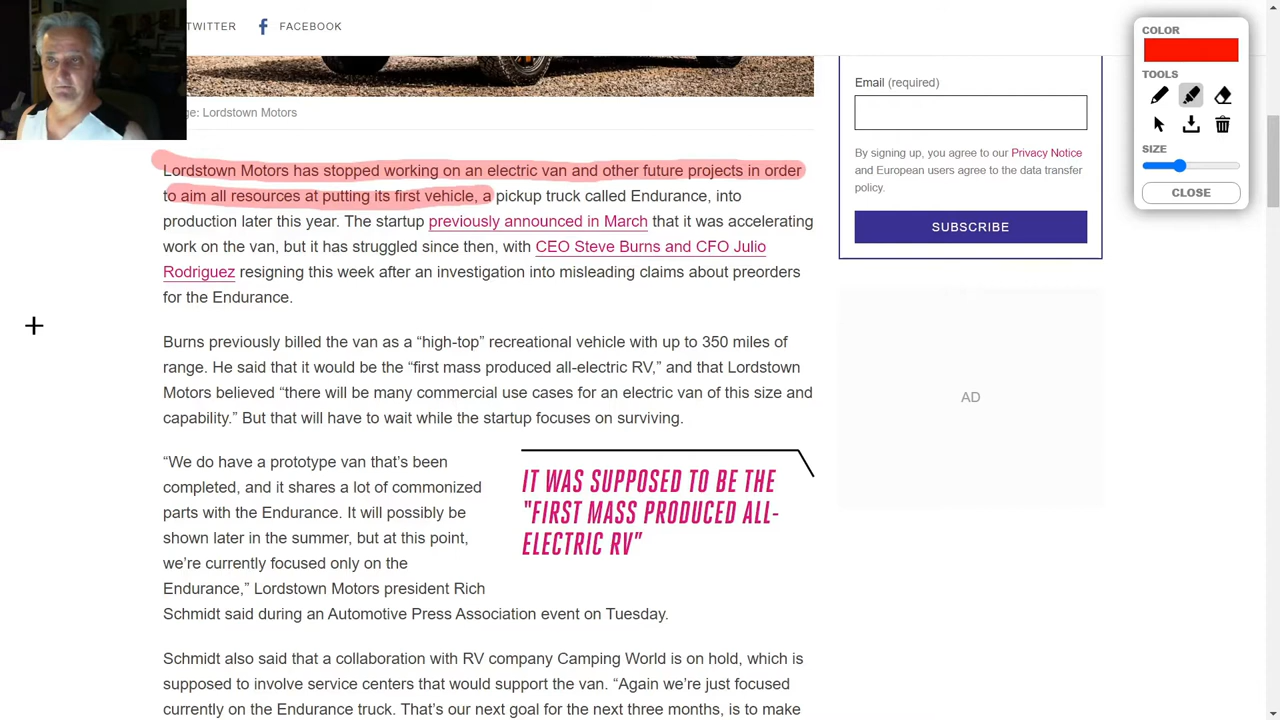 TWITTER
FACEBOOK
COLOR
TOOLS
SIZE
CLOSE
ge: Lordstown Motors
Lordstown Motors has stopped working on an electric van and other future projects in order
to aim all resources at putting its first vehicle, a pickup truck called Endurance, into
production later this year. The startup previously announced in March that it was accelerating
work on the van, but it has struggled since then, with CEO Steve Burns and CFO Julio
Rodriguez resigning this week after an investigation into misleading claims about preorders
for the Endurance.
Burns previously billed the van as a “high-top” recreational vehicle with up to 350 miles of
range. He said that it would be the “first mass produced all-electric RV,” and that Lordstown
Motors believed “there will be many commercial use cases for an electric van of this size and
capability.” But that will have to wait while the startup focuses on surviving.
“We do have a prototype van that’s been
completed, and it shares a lot of commonized
parts with the Endurance. It will possibly be
shown later in the summer, but at this point,
we’re currently focused only on the
Endurance,” Lordstown Motors president Rich
Schmidt said during an Automotive Press Association event on Tuesday.
IT WAS SUPPOSED TO BE THE
"FIRST MASS PRODUCED ALL-
ELECTRIC RV”
Schmidt also said that a collaboration with RV company Camping World is on hold, which is
supposed to involve service centers that would support the van. “Again we’re just focused
currently on the Endurance truck. That’s our next goal for the next three months, is to make
Email (required)
By signing up, you agree to our Privacy Notice
and European users agree to the data transfer
policy.
SUBSCRIBE
AD